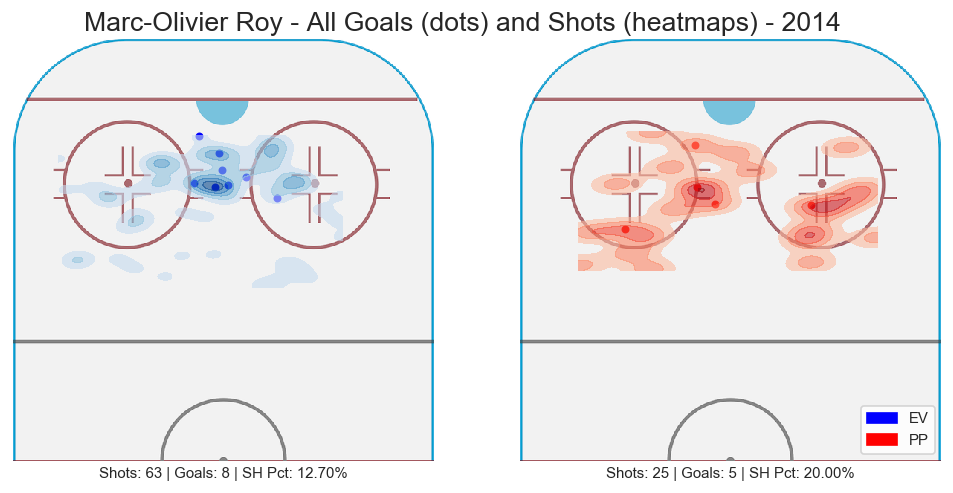 Marc-Olivier Roy - All Goals (dots) and Shots (heatmaps) - 2014
EV
PP
Shots: 63 | Goals: 8 | SH Pct: 12.70%
Shots: 25 | Goals: 5 | SH Pct: 20.00%